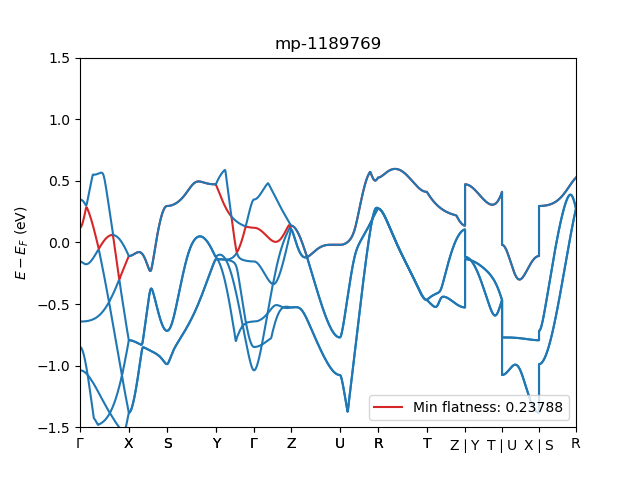 mp-1189769
E − E_F (eV)
1.5
1.0
0.5
0.0
−0.5
−1.0
−1.5
Min flatness: 0.23788
Γ X S Y Γ Z U R T Z|Y T|U X|S R